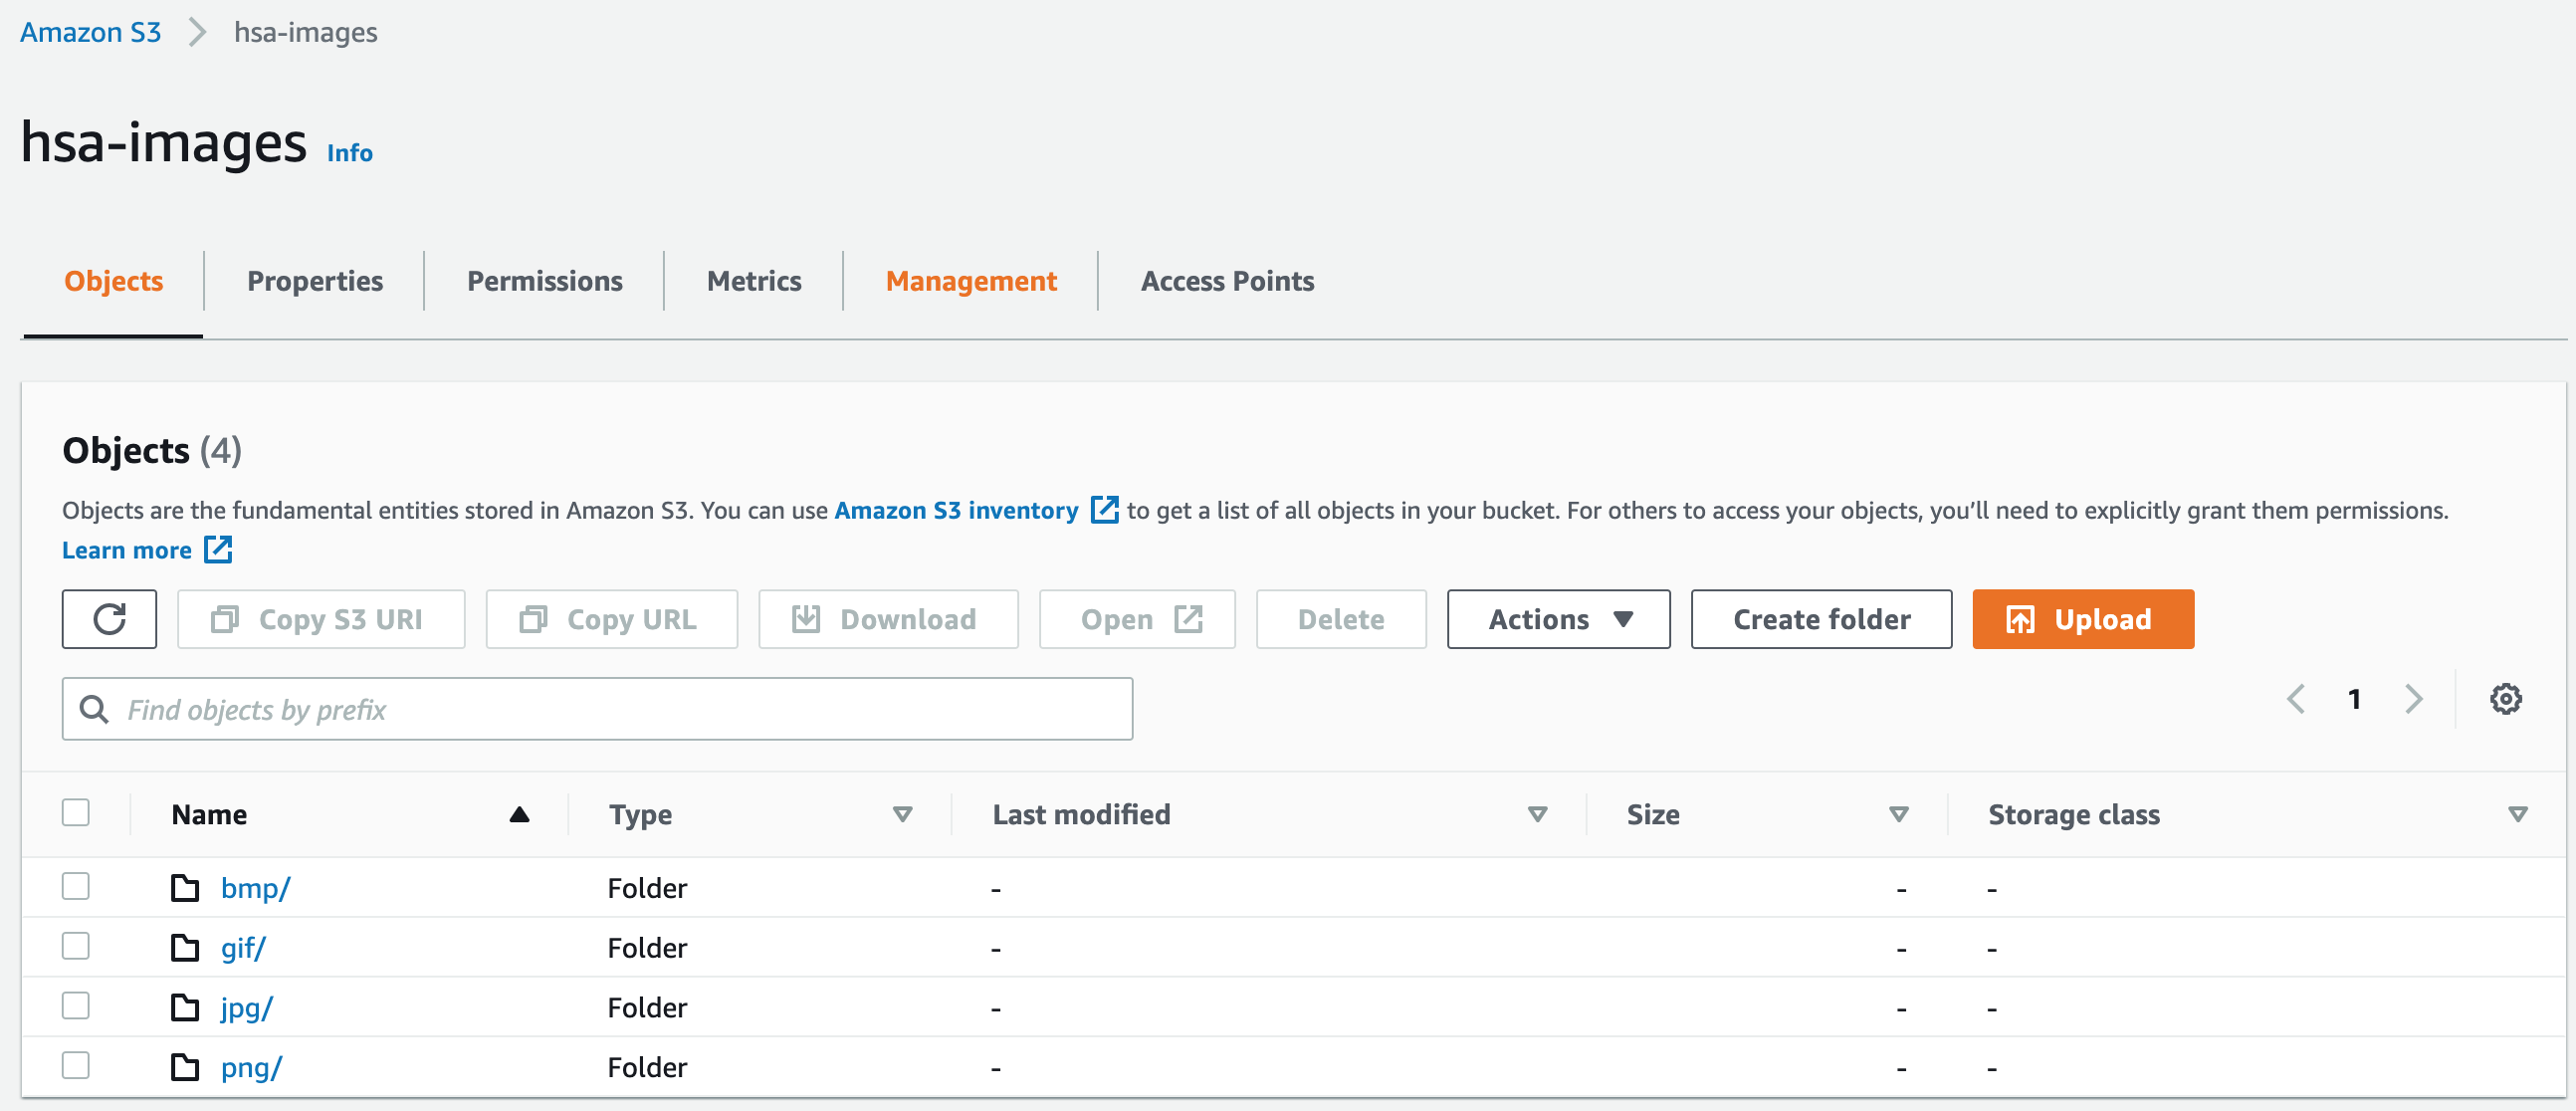 Amazon S3 > hsa-images
hsa-images Info
Objects Properties Permissions Metrics Management Access Points
Objects (4)
Objects are the fundamental entities stored in Amazon S3. You can use Amazon S3 inventory to get a list of all objects in your bucket. For others to access your objects, you’ll need to explicitly grant them permissions.
Learn more
Copy S3 URI Copy URL Download Open Delete Actions Create folder Upload
Find objects by prefix 1
Name Type Last modified Size Storage class
bmp/ Folder - - -
gif/ Folder - - -
jpg/ Folder - - -
png/ Folder - - -